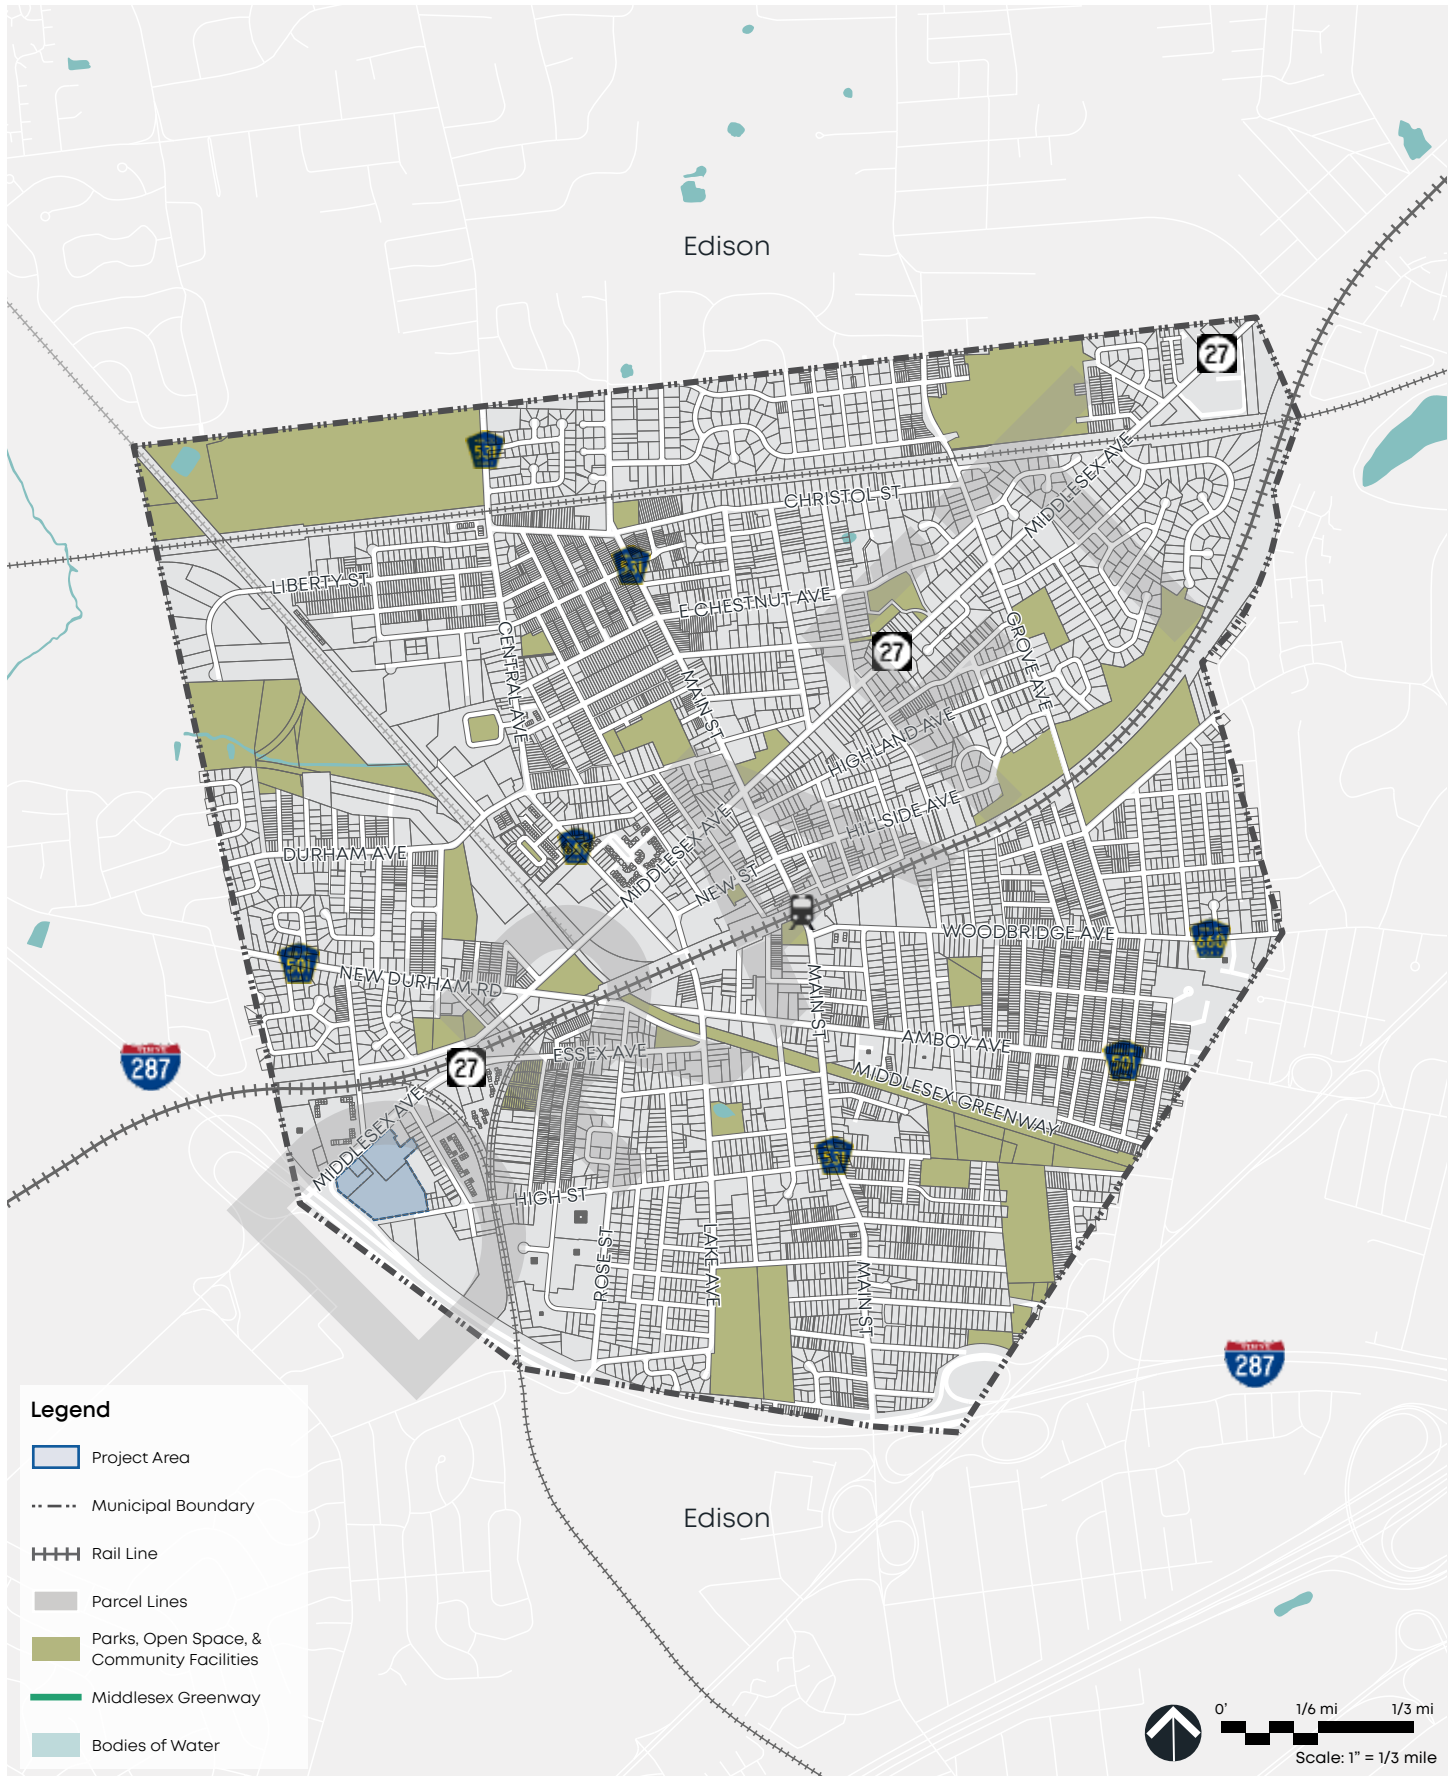 Edison
27
531
CHRISTOL ST
MIDDLESEX AVE
531
LIBERTY ST
E CHESTNUT AVE
27
GROVE AVE
CENTRAL AVE
MAIN ST
HIGHLAND AVE
HILLSIDE AVE
MIDDLESEX AVE
DURHAM AVE
NEW ST
WOODBRIDGE AVE
660
501
NEW DURHAM RD
MAIN ST
AMBOY AVE
ESSEX AVE
501
287
27
MIDDLESEX GREENWAY
MIDDLESEX AVE
531
HIGH ST
ROSE ST
LAKE AVE
MAIN ST
287
Edison
Legend
Project Area
Municipal Boundary
Rail Line
Parcel Lines
Parks, Open Space, &
Community Facilities
Middlesex Greenway
Bodies of Water
0'
1/6 mi
1/3 mi
Scale: 1” = 1/3 mile
DRAFT